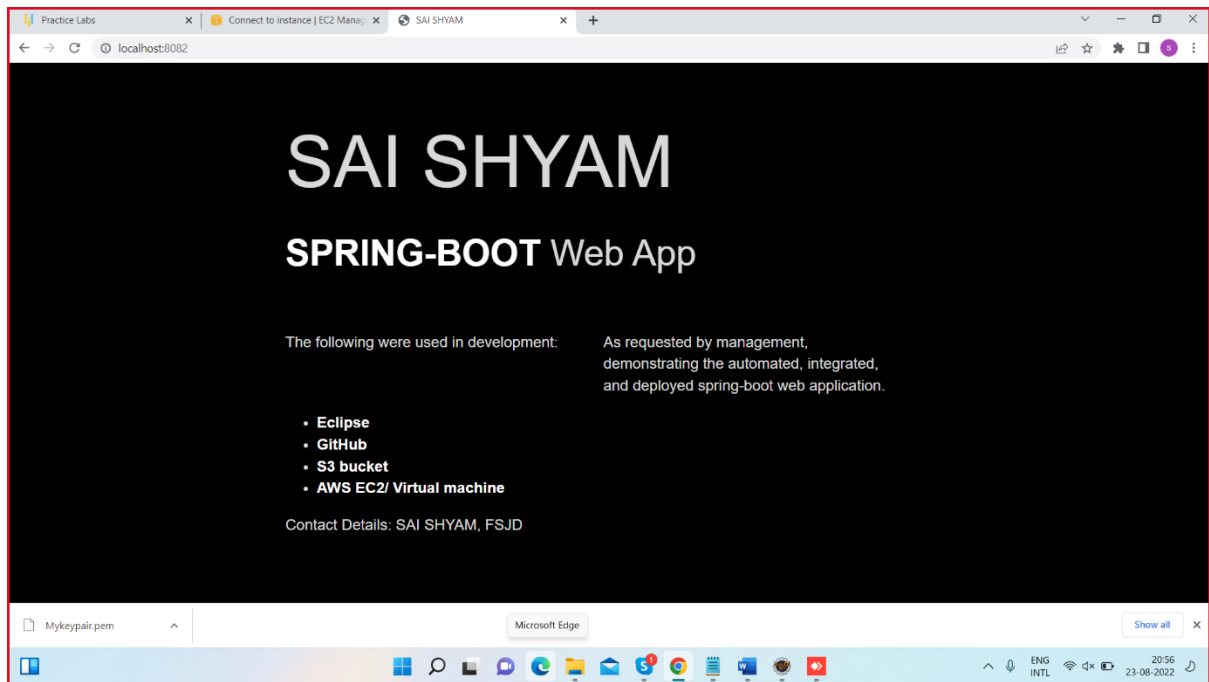 Practice Labs
Connect to instance | EC2 Manag
SAI SHYAM
localhost:8082
S
SAI SHYAM
SPRING-BOOT Web App
The following were used in development:
As requested by management,
demonstrating the automated, integrated,
and deployed spring-boot web application.
• Eclipse
• GitHub
• S3 bucket
• AWS EC2/ Virtual machine
Contact Details: SAI SHYAM, FSJD
Mykeypair.pem
Microsoft Edge
Show all
ENG
INTL
20:56
23-08-2022